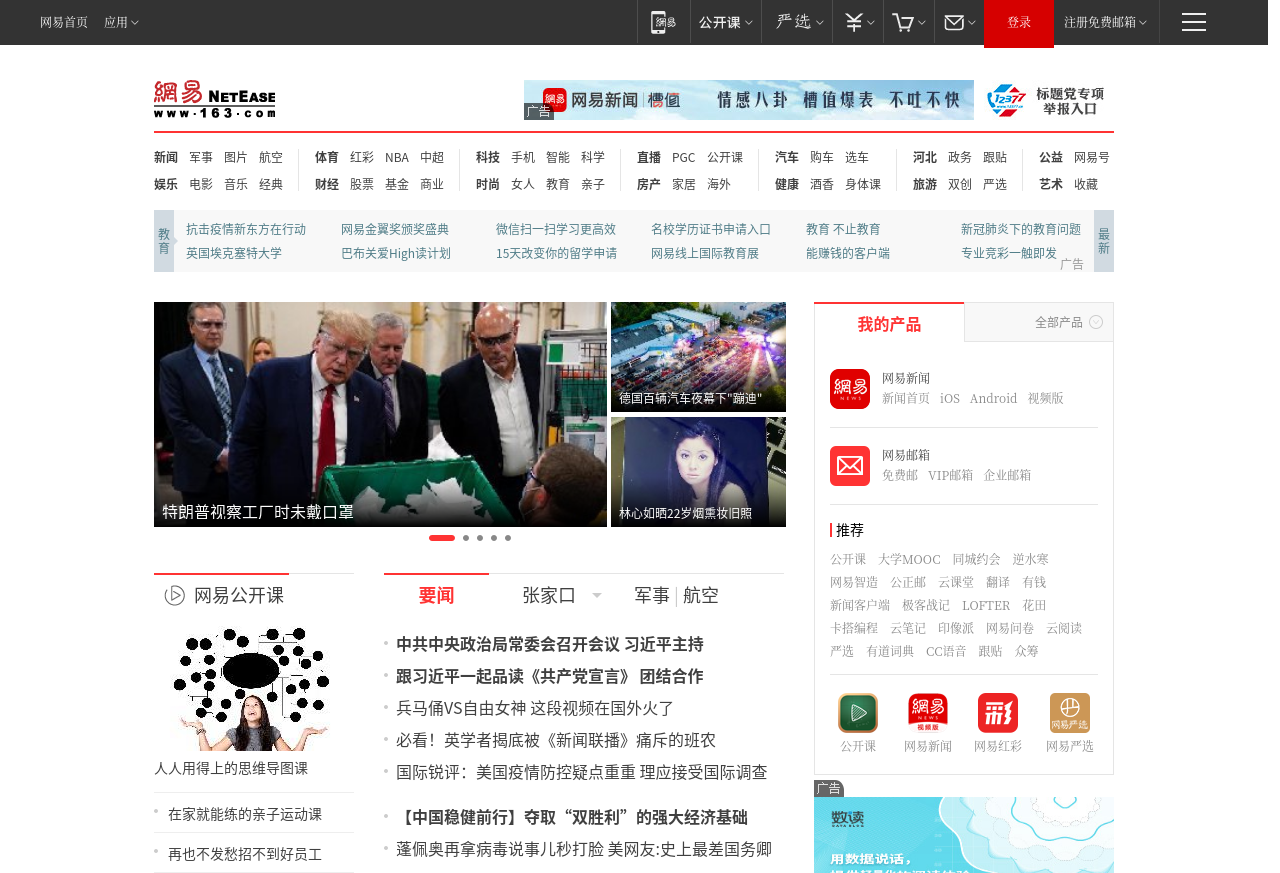 网易首页 应用 網易 公开课 严选 登录 注册免费邮箱
網易 NETEASE
www.163.com
網易 网易新闻 | 槽值 情感八卦 槽值爆表 不吐不快
广告
12377 标题党专项
举报入口
新闻 军事 图片 航空 体育 红彩 NBA 中超 科技 手机 智能 科学 直播 PGC 公开课 汽车 购车 选车 河北 政务 跟贴 公益 网易号
娱乐 电影 音乐 经典 财经 股票 基金 商业 时尚 女人 教育 亲子 房产 家居 海外 健康 酒香 身体课 旅游 双创 严选 艺术 收藏
教育
抗击疫情新东方在行动 网易金翼奖颁奖盛典 微信扫一扫学习更高效 名校学历证书申请入口 教育 不止教育 新冠肺炎下的教育问题
英国埃克塞特大学 巴布关爱High读计划 15天改变你的留学申请 网易线上国际教育展 能赚钱的客户端 专业竞彩一触即发
最新
广告
特朗普视察工厂时未戴口罩
德国百辆汽车夜幕下"蹦迪"
林心如晒22岁烟熏妆旧照
我的产品 全部产品
網易 NEWS
网易新闻
新闻首页 iOS Android 视频版
网易邮箱
免费邮 VIP邮箱 企业邮箱
推荐
公开课 大学MOOC 同城约会 逆水寒
网易智造 公正邮 云课堂 翻译 有钱
新闻客户端 极客战记 LOFTER 花田
卡搭编程 云笔记 印像派 网易问卷 云阅读
严选 有道词典 CC语音 跟贴 众筹
網易 NEWS 视频版 彩 网易严选
公开课 网易新闻 网易红彩 网易严选
广告
数读
用数据说话，
网易公开课
人人用得上的思维导图课
在家就能练的亲子运动课
再也不发愁招不到好员工
要闻 张家口 军事 | 航空
中共中央政治局常委会召开会议 习近平主持
跟习近平一起品读《共产党宣言》 团结合作
兵马俑VS自由女神 这段视频在国外火了
必看！英学者揭底被《新闻联播》痛斥的班农
国际锐评：美国疫情防控疑点重重 理应接受国际调查
【中国稳健前行】夺取“双胜利”的强大经济基础
蓬佩奥再拿病毒说事儿秒打脸 美网友:史上最差国务卿